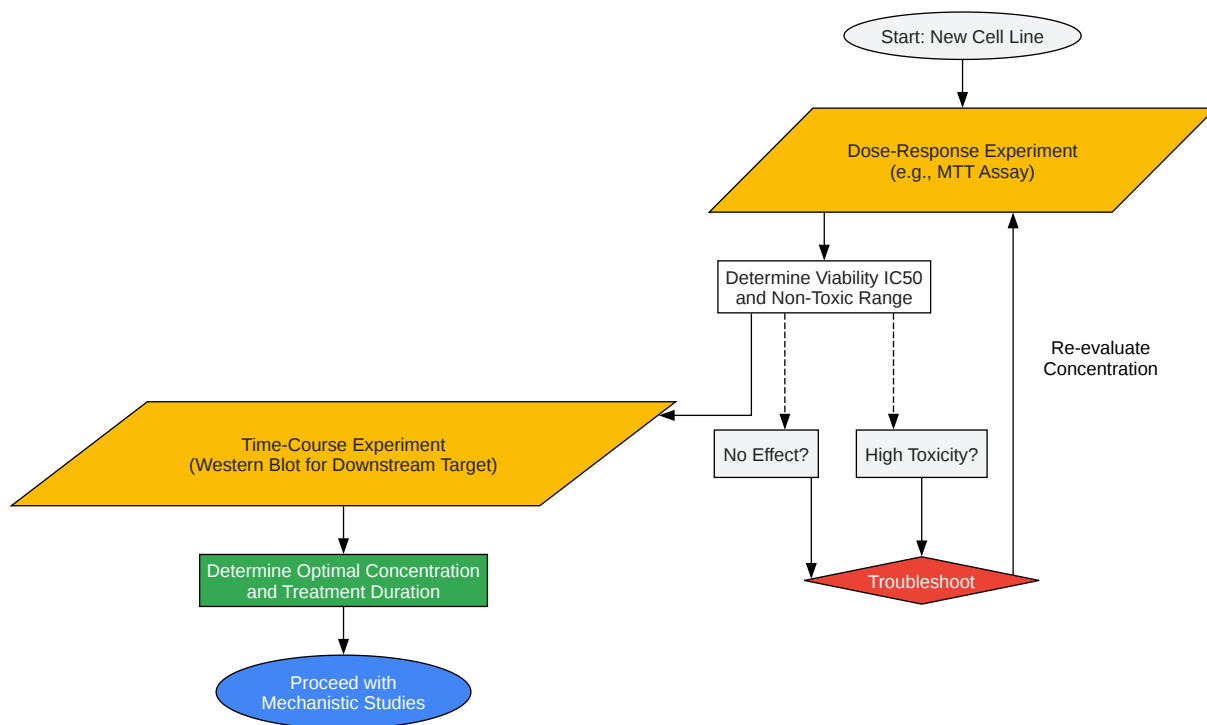 Start: New Cell Line
Dose-Response Experiment
(e.g., MTT Assay)
Determine Viability IC50
and Non-Toxic Range
Re-evaluate
Concentration
Time-Course Experiment
(Western Blot for Downstream Target)
No Effect?
High Toxicity?
Determine Optimal Concentration
and Treatment Duration
Troubleshoot
Proceed with
Mechanistic Studies